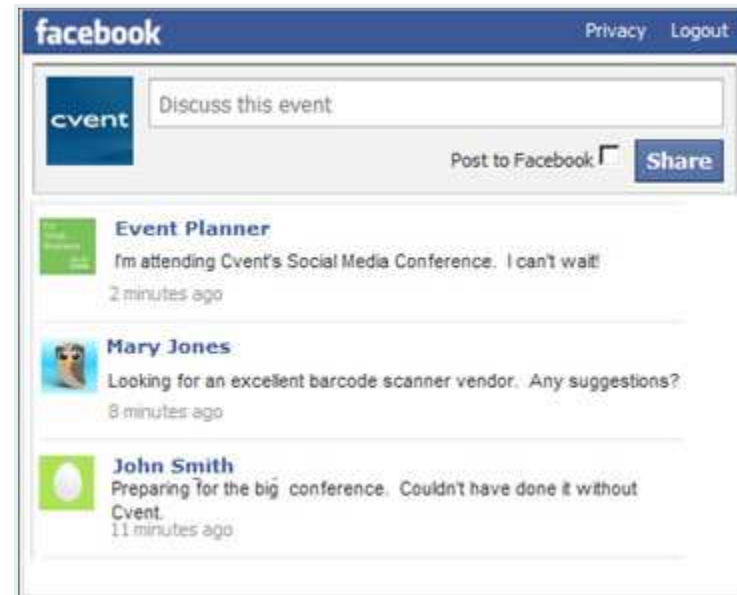 facebook
Privacy Logout
cvent
Discuss this event
Post to Facebook
Share
Event Planner
I'm attending Cvent's Social Media Conference. I can't wait!
2 minutes ago
Mary Jones
Looking for an excellent barcode scanner vendor. Any suggestions?
8 minutes ago
John Smith
Preparing for the big conference. Couldn't have done it without
Cvent.
11 minutes ago